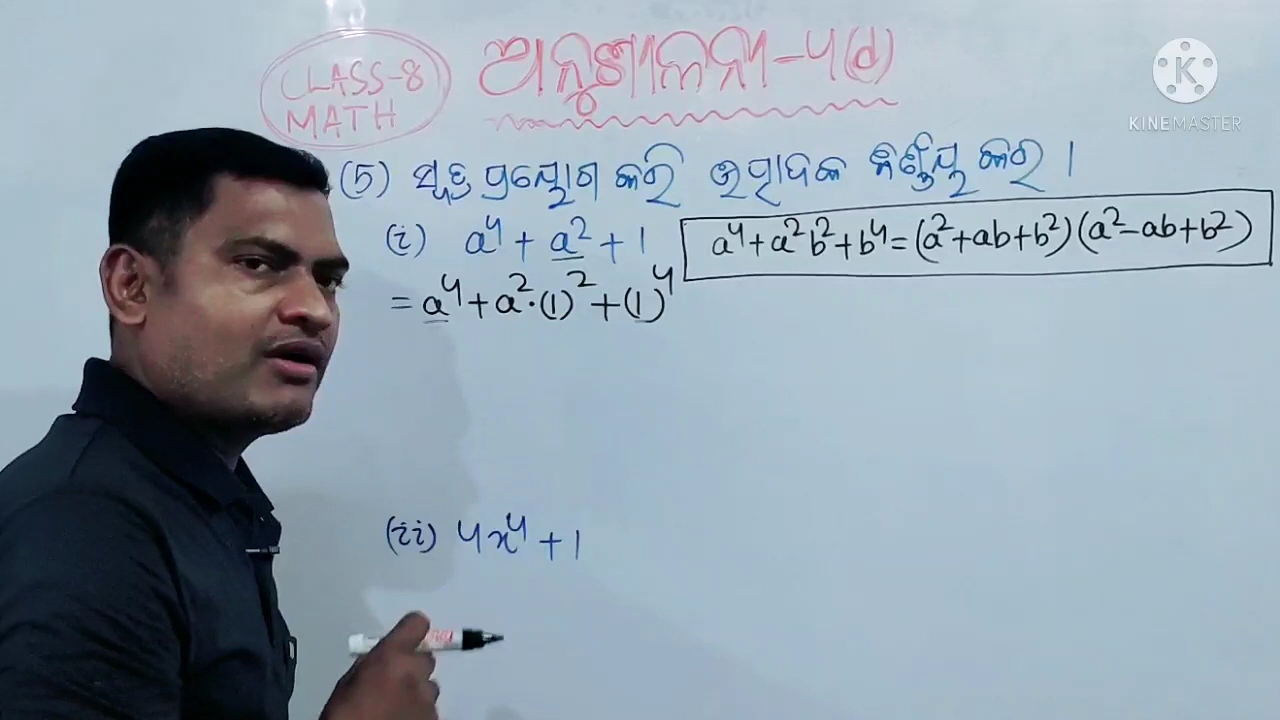 CLASS-8
MATH
ଅନୁଶୀଳନୀ-4(d)
K
KINEMASTER
(5) ସୂତ୍ର ପ୍ରୟୋଗ କରି ଉତ୍ପାଦକ ନିର୍ଣ୍ଣୟ କର ।
(i) a⁴ + a² + 1
a⁴+a²b²+b⁴=(a²+ab+b²)(a²-ab+b²)
= a⁴+a²·(1)²+(1)⁴
(ii) 4x⁴ + 1